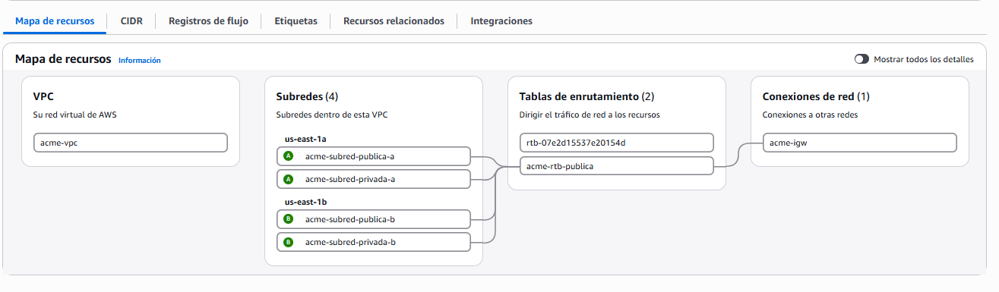 Mapa de recursos
CIDR
Registros de flujo
Etiquetas
Recursos relacionados
Integraciones
Mapa de recursos Información
Mostrar todos los detalles
VPC
Su red virtual de AWS
acme-vpc
Subredes (4)
Subredes dentro de esta VPC
us-east-1a
A acme-subred-publica-a
A acme-subred-privada-a
us-east-1b
B acme-subred-publica-b
B acme-subred-privada-b
Tablas de enrutamiento (2)
Dirigir el tráfico de red a los recursos
rtb-07e2d15537e20154d
acme-rtb-publica
Conexiones de red (1)
Conexiones a otras redes
acme-igw